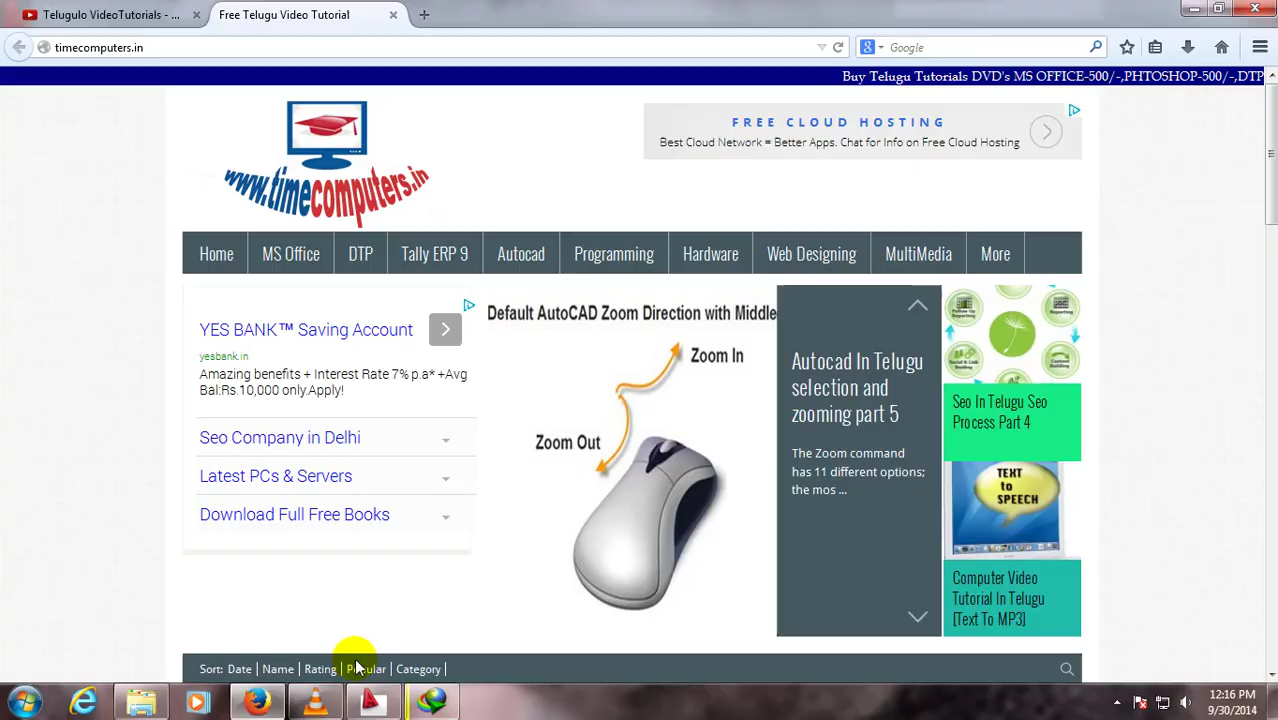 Telugulo VideoTutorials - ...
Free Telugu Video Tutorial
timecomputers.in
Google
Buy Telugu Tutorials DVD's MS OFFICE-500/-,PHTOSHOP-500/-,DTP
www.timecomputers.in
FREE CLOUD HOSTING
Best Cloud Network = Better Apps. Chat for Info on Free Cloud Hosting
Home
MS Office
DTP
Tally ERP 9
Autocad
Programming
Hardware
Web Designing
MultiMedia
More
YES BANK™ Saving Account
yesbank.in
Amazing benefits + Interest Rate 7% p.a* +Avg
Bal:Rs.10,000 only.Apply!
Seo Company in Delhi
Latest PCs & Servers
Download Full Free Books
Default AutoCAD Zoom Direction with Middle
Zoom In
Zoom Out
Autocad In Telugu
selection and
zooming part 5
The Zoom command
has 11 different options;
the mos ...
Seo In Telugu Seo
Process Part 4
TEXT
to
SPEECH
Computer Video
Tutorial In Telugu
[Text To MP3]
Sort: Date | Name | Rating | Popular | Category |
12:16 PM
9/30/2014